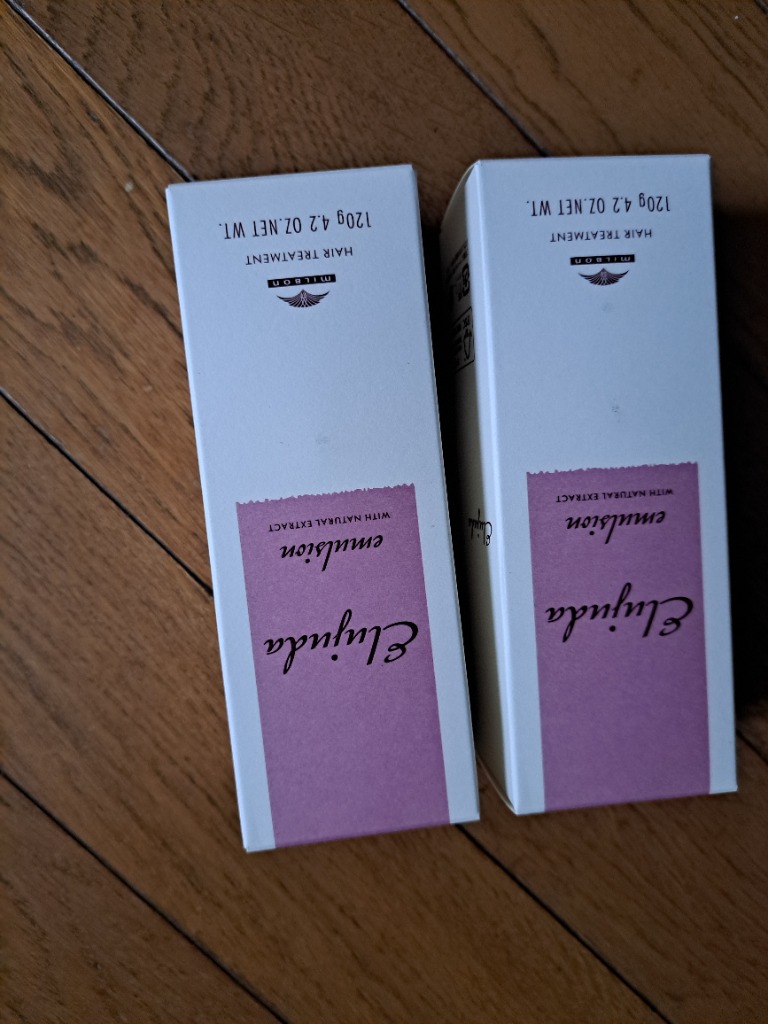 Elujuda
emulsion
WITH NATURAL EXTRACT
MILBON
HAIR TREATMENT
120g 4.2 OZ.NET WT.
Elujuda
emulsion
WITH NATURAL EXTRACT
MILBON
HAIR TREATMENT
120g 4.2 OZ.NET WT.
Elujuda